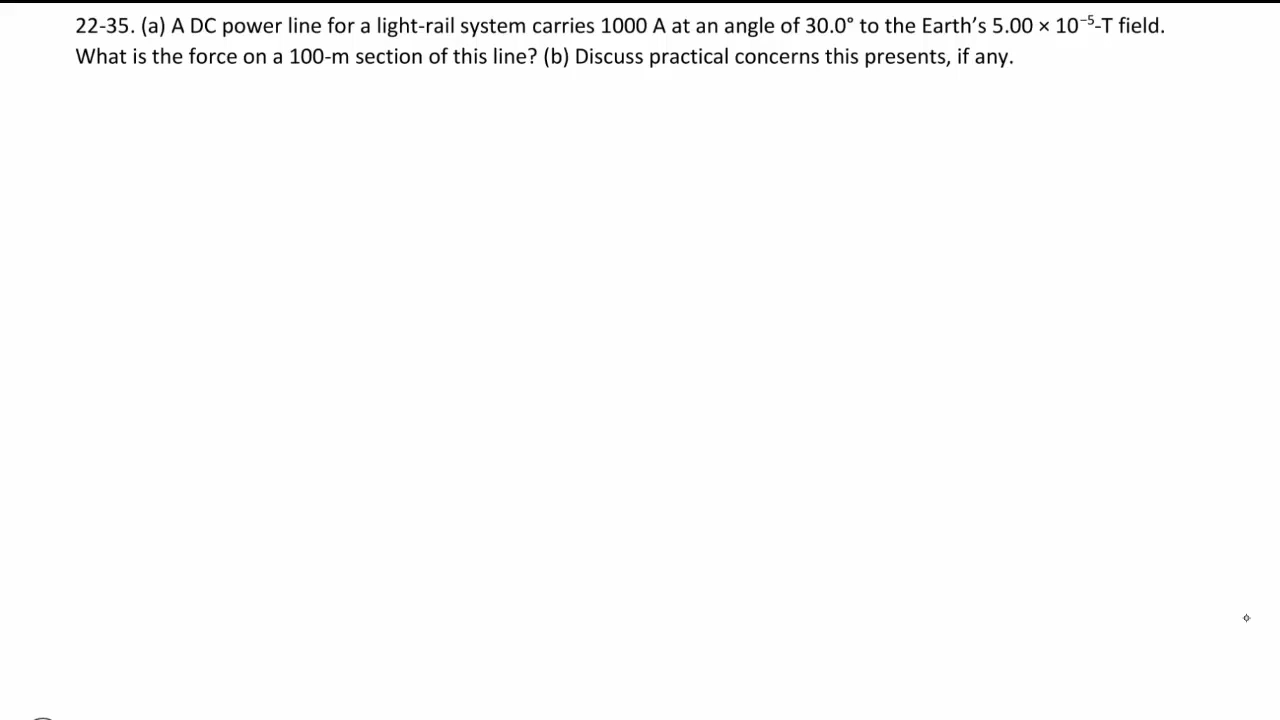 22-35. (a) A DC power line for a light-rail system carries 1000 A at an angle of 30.0° to the Earth’s 5.00 × 10⁻⁵-T field.
What is the force on a 100-m section of this line? (b) Discuss practical concerns this presents, if any.